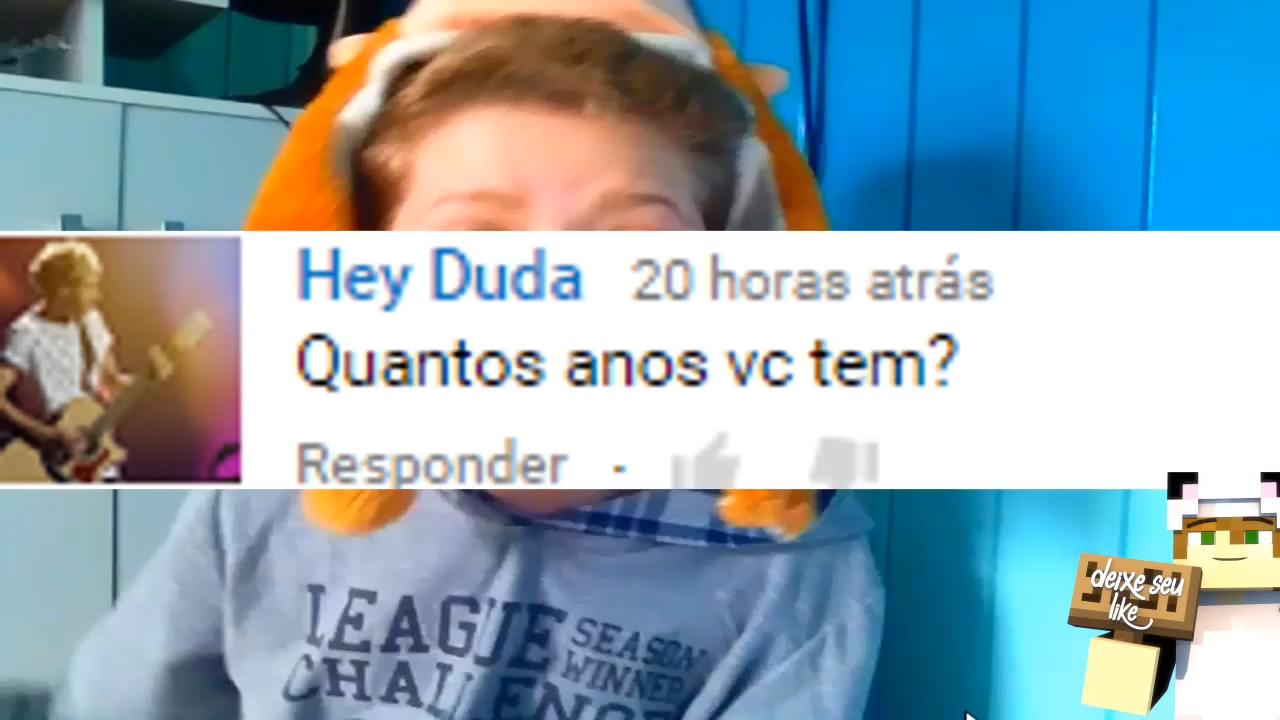 Hey Duda 20 horas atrás
Quantos anos vc tem?
Responder ·
LEAGUE SEASON
CHALLENGE WINNER
deixe seu
like